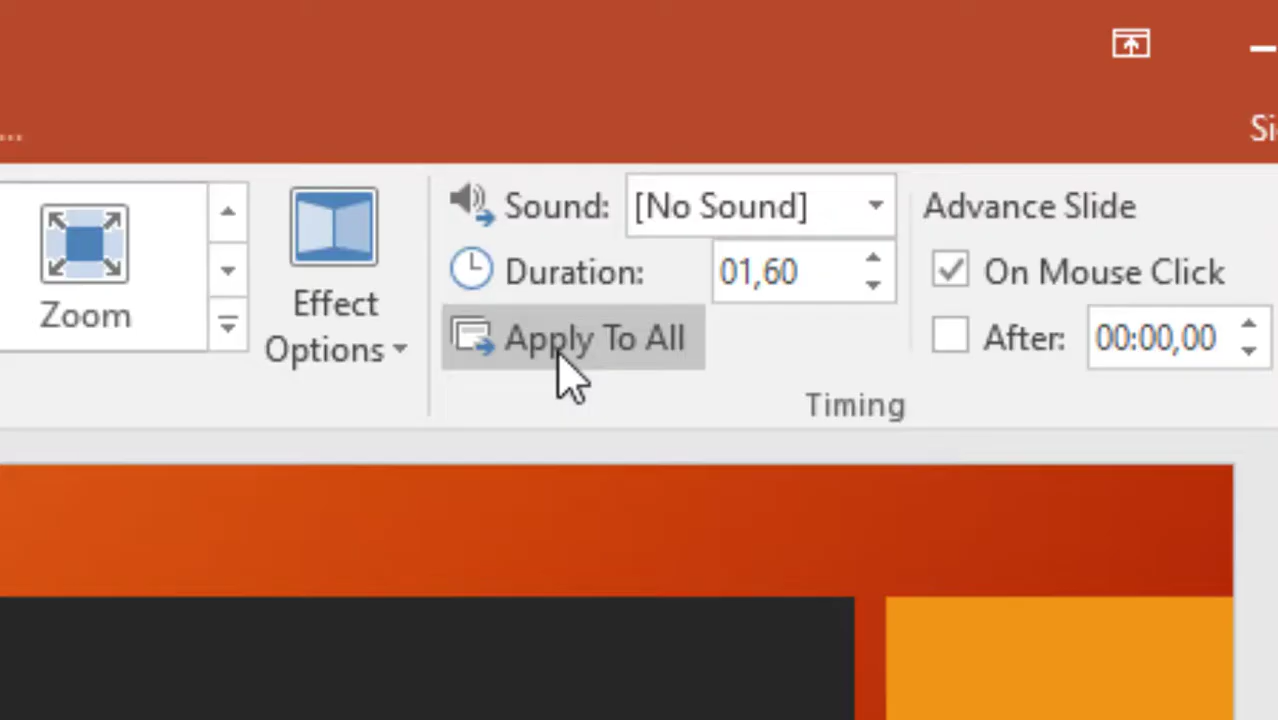 ...
Si
Sound: [No Sound] Advance Slide
Zoom Effect Options Duration: 01,60 On Mouse Click
Apply To All After: 00:00,00
Timing